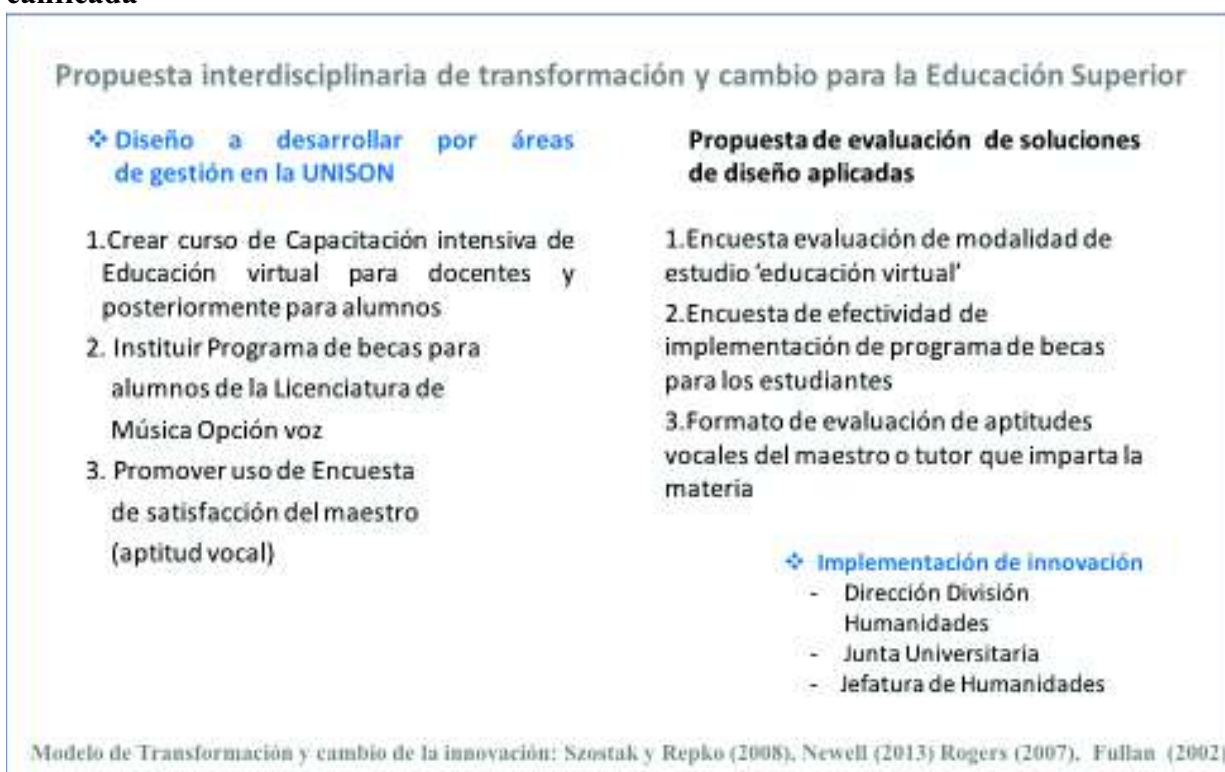 Propuesta interdisciplinaria de transformación y cambio para la Educación Superior
❖ Diseño a desarrollar por áreas
de gestión en la UNISON
1.Crear curso de Capacitación intensiva de
Educación virtual para docentes y
posteriormente para alumnos
2. Instituir Programa de becas para
alumnos de la Licenciatura de
Música Opción voz
3. Promover uso de Encuesta
de satisfacción del maestro
(aptitud vocal)
Propuesta de evaluación de soluciones
de diseño aplicadas
1.Encuesta evaluación de modalidad de
estudio ‘educación virtual’
2.Encuesta de efectividad de
implementación de programa de becas
para los estudiantes
3.Formato de evaluación de aptitudes
vocales del maestro o tutor que imparta la
materia
❖ Implementación de innovación
- Dirección División
Humanidades
- Junta Universitaria
- Jefatura de Humanidades
Modelo de Transformación y cambio de la innovación: Szostak y Repko (2008), Newell (2013) Rogers (2007), Fullan (2002)